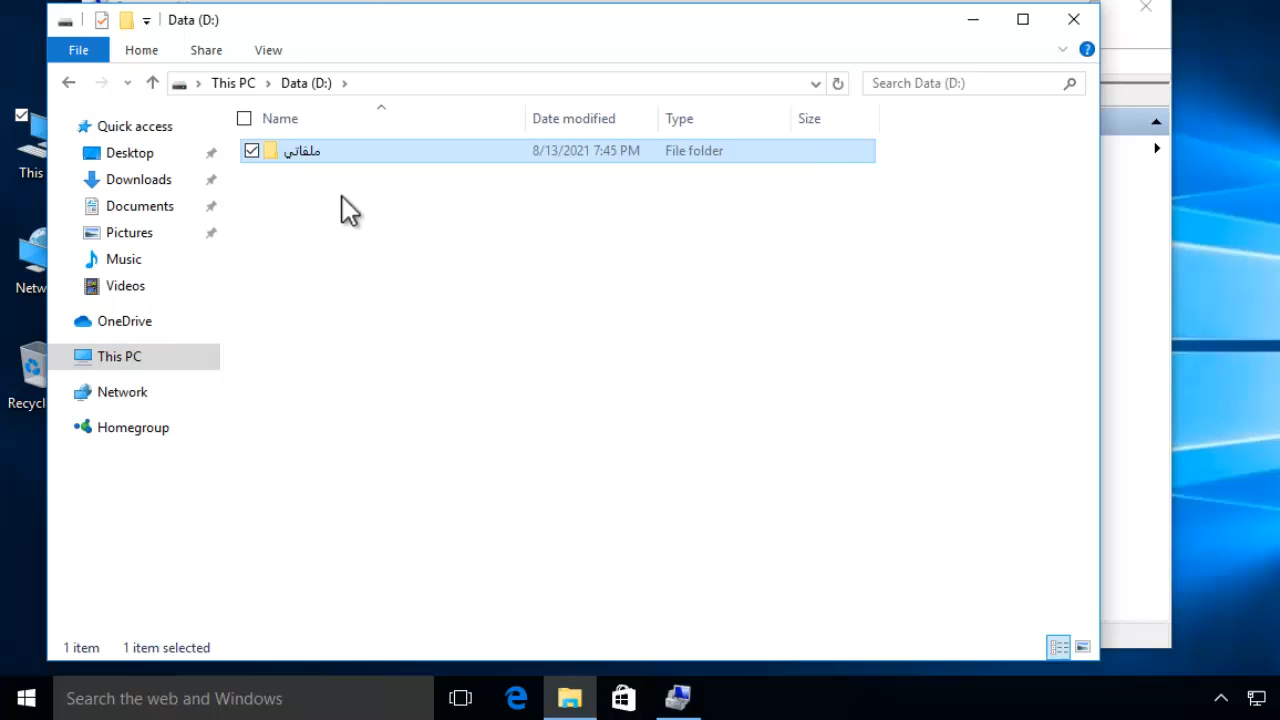 Data (D:)
File
Home
Share
View
This PC
Data (D:)
Search Data (D:)
Name
Date modified
Type
Size
ملفاتي
8/13/2021 7:45 PM
File folder
Quick access
Desktop
Downloads
Documents
Pictures
Music
Videos
OneDrive
This PC
Network
Homegroup
1 item
1 item selected
This
Netw
Recycl
Search the web and Windows